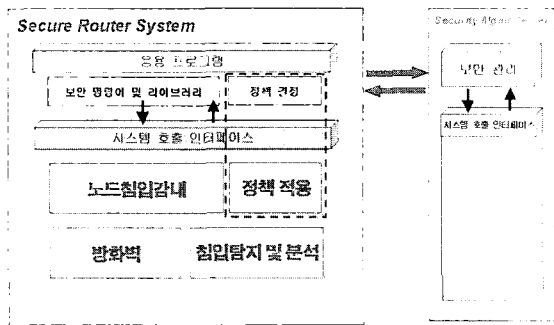 Secure Router System
응용 프로그램
보안 명령어 및 라이브러리
정책 결정
시스템 호출 인터페이스
노드침입감내
정책 적용
방화벽
침입탐지 및 분석
Security
보안 관리
시스템 호출 인터페이스